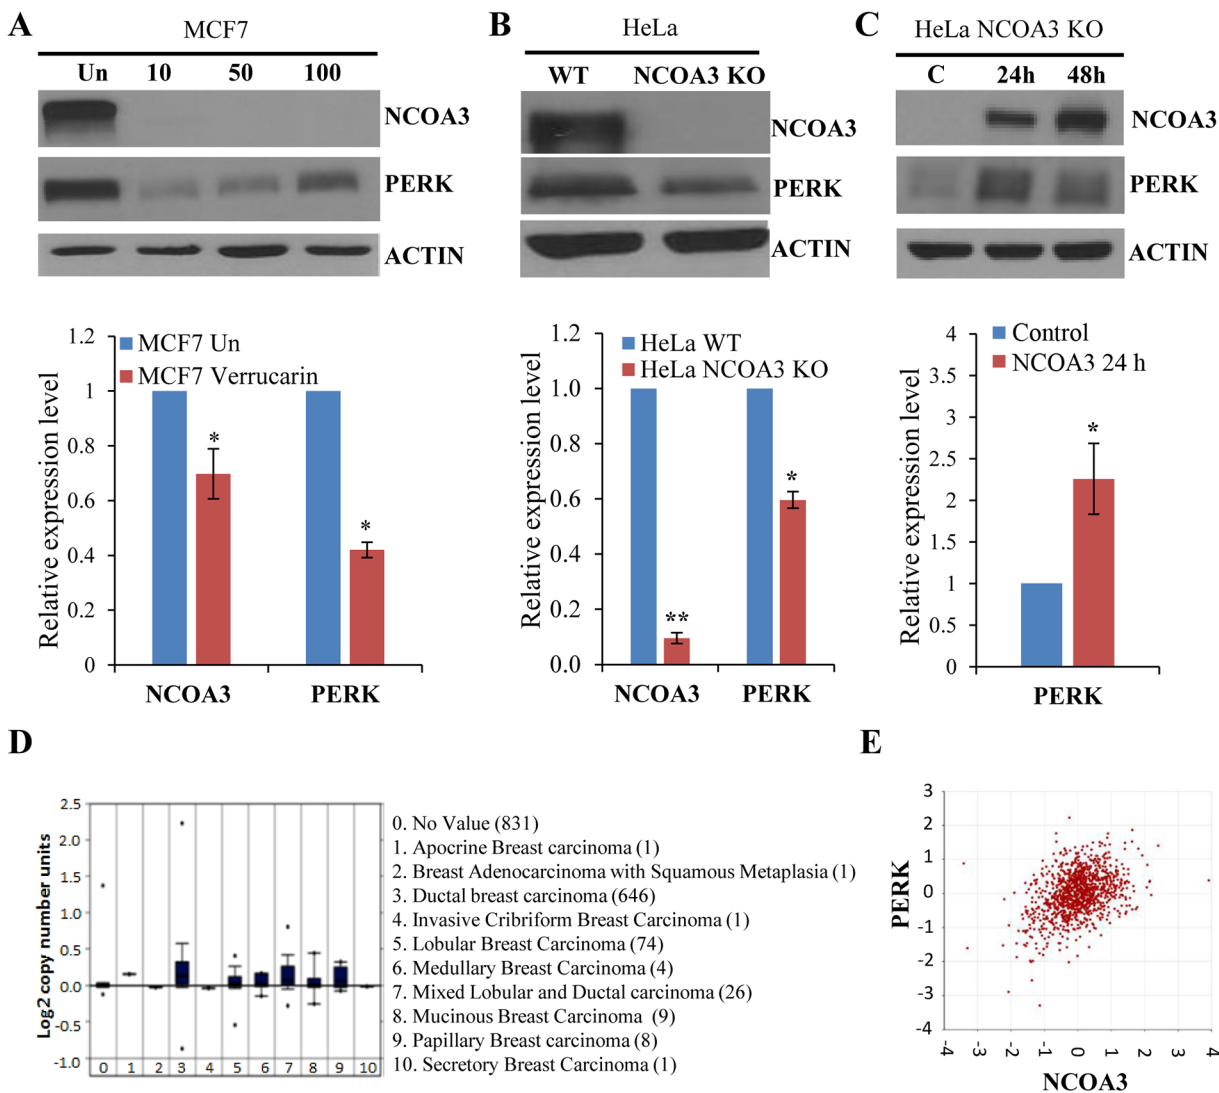 A
MCF7
Un 10 50 100
NCOA3
PERK
ACTIN
1.2
1
0.8
0.6
0.4
0.2
0
Relative expression level
MCF7 Un
MCF7 Verrucarin
*
*
NCOA3 PERK
B
HeLa
WT NCOA3 KO
NCOA3
PERK
ACTIN
1.2
1.0
0.8
0.6
0.4
0.2
0.0
Relative expression level
HeLa WT
HeLa NCOA3 KO
**
*
NCOA3 PERK
C
HeLa NCOA3 KO
C 24h 48h
NCOA3
PERK
ACTIN
4
3.5
3
2.5
2
1.5
1
0.5
0
Relative expression level
Control
NCOA3 24 h
*
PERK
D
Log2 copy number units
2.5
2.0
1.5
1.0
0.5
0.0
-0.5
-1.0
0 1 2 3 4 5 6 7 8 9 10
0. No Value (831)
1. Apocrine Breast carcinoma (1)
2. Breast Adenocarcinoma with Squamous Metaplasia (1)
3. Ductal breast carcinoma (646)
4. Invasive Cribriform Breast Carcinoma (1)
5. Lobular Breast Carcinoma (74)
6. Medullary Breast Carcinoma (4)
7. Mixed Lobular and Ductal carcinoma (26)
8. Mucinous Breast Carcinoma (9)
9. Papillary Breast carcinoma (8)
10. Secretory Breast Carcinoma (1)
E
PERK
3
2
1
0
-1
-2
-3
-4
-4 -3 -2 -1 0 1 2 3 4
NCOA3